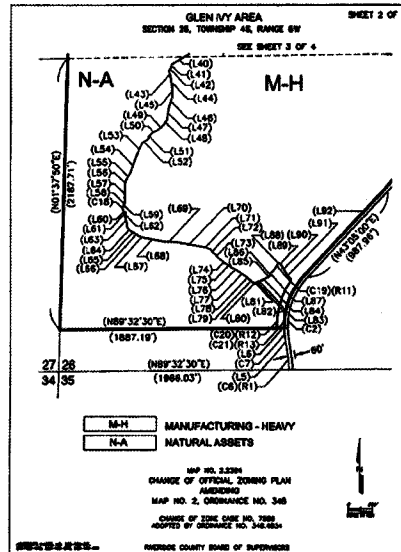 GLEN IVY AREA
SHEET 2 OF
SECTION 26, TOWNSHIP 4S, RANGE 6W
SEE SHEET 3 OF 4
N-A
M-H
(L40)
(L41)
(L42)
(L43)
(L44)
(L45)
(L46)
(L47)
(L48)
(L49)
(L50)
(L51)
(L52)
(L53)
(L54)
(L55)
(L56)
(L57)
(L58)
(C18)
(L59)
(L60)
(L61)
(L62)
(L63)
(L64)
(L65)
(L66)
(L67)
(L68)
(L69)
(L70)
(L71)
(L72)
(L73)
(L88)
(L89)
(L90)
(L91)
(L92)
(L86)
(L85)
(L74)
(L75)
(L76)
(L77)
(L78)
(L79)
(L80)
(L81)
(L82)
(C19)(R11)
(L87)
(L84)
(L83)
(C2)
(N01°37'50"E)
(2167.71')
(N43°05'00"E)
(N89°32'30"E)
(1887.19')
(C20)(R12)
(C21)(R13)
(L6)
(C7)
(L5)
(C6)(R1)
60'
27 26
34 35
(N89°32'30"E)
(1966.03')
M-H MANUFACTURING - HEAVY
N-A NATURAL ASSETS
MAP NO. 2.2394
CHANGE OF OFFICIAL ZONING PLAN
AMENDING
MAP NO. 2, ORDINANCE NO. 348
CHANGE OF ZONE CASE NO.
ADOPTED BY ORDINANCE NO.
RIVERSIDE COUNTY BOARD OF SUPERVISORS